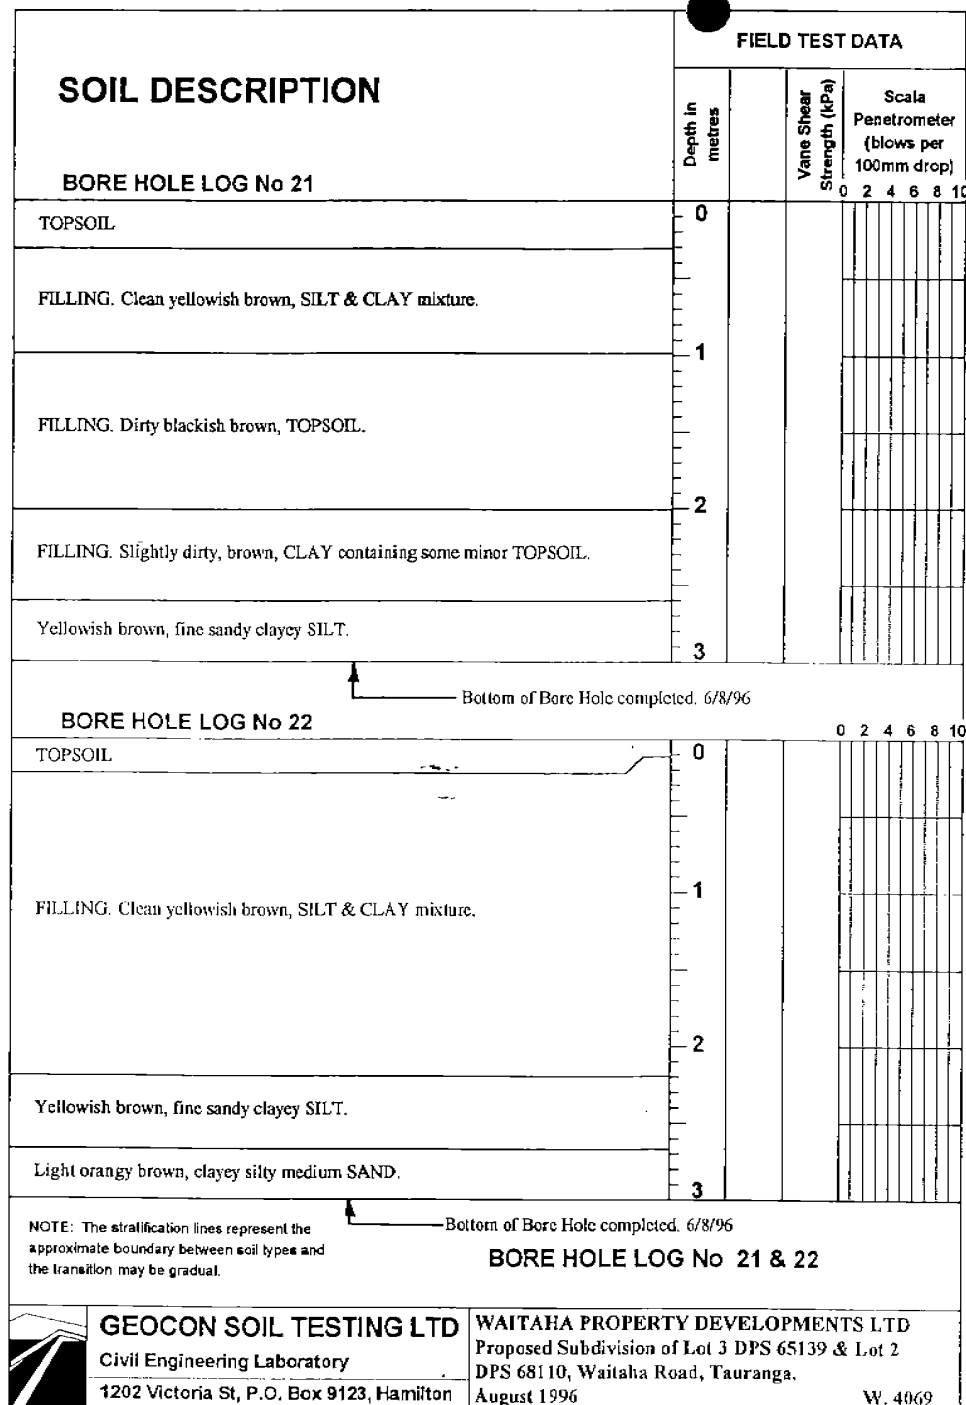 FIELD TEST DATA
SOIL DESCRIPTION
Depth in
metres
Vane Shear
Strength (kPa)
Scala
Penetrometer
(blows per
100mm drop)
BORE HOLE LOG No 21
0 2 4 6 8 10
TOPSOIL
0
FILLING. Clean yellowish brown, SILT & CLAY mixture.
1
FILLING. Dirty blackish brown, TOPSOIL.
2
FILLING. Slightly dirty, brown, CLAY containing some minor TOPSOIL.
Yellowish brown, fine sandy clayey SILT.
3
Bottom of Bore Hole completed. 6/8/96
BORE HOLE LOG No 22
0 2 4 6 8 10
TOPSOIL
0
1
FILLING. Clean yellowish brown, SILT & CLAY mixture.
2
Yellowish brown, fine sandy clayey SILT.
Light orangy brown, clayey silty medium SAND.
3
Bottom of Bore Hole completed. 6/8/96
NOTE: The stratification lines represent the
approximate boundary between soil types and
the transition may be gradual.
BORE HOLE LOG No 21 & 22
GEOCON SOIL TESTING LTD
Civil Engineering Laboratory
1202 Victoria St, P.O. Box 9123, Hamilton
WAITAHA PROPERTY DEVELOPMENTS LTD
Proposed Subdivision of Lot 3 DPS 65139 & Lot 2
DPS 68110, Waitaha Road, Tauranga.
August 1996 W. 4069